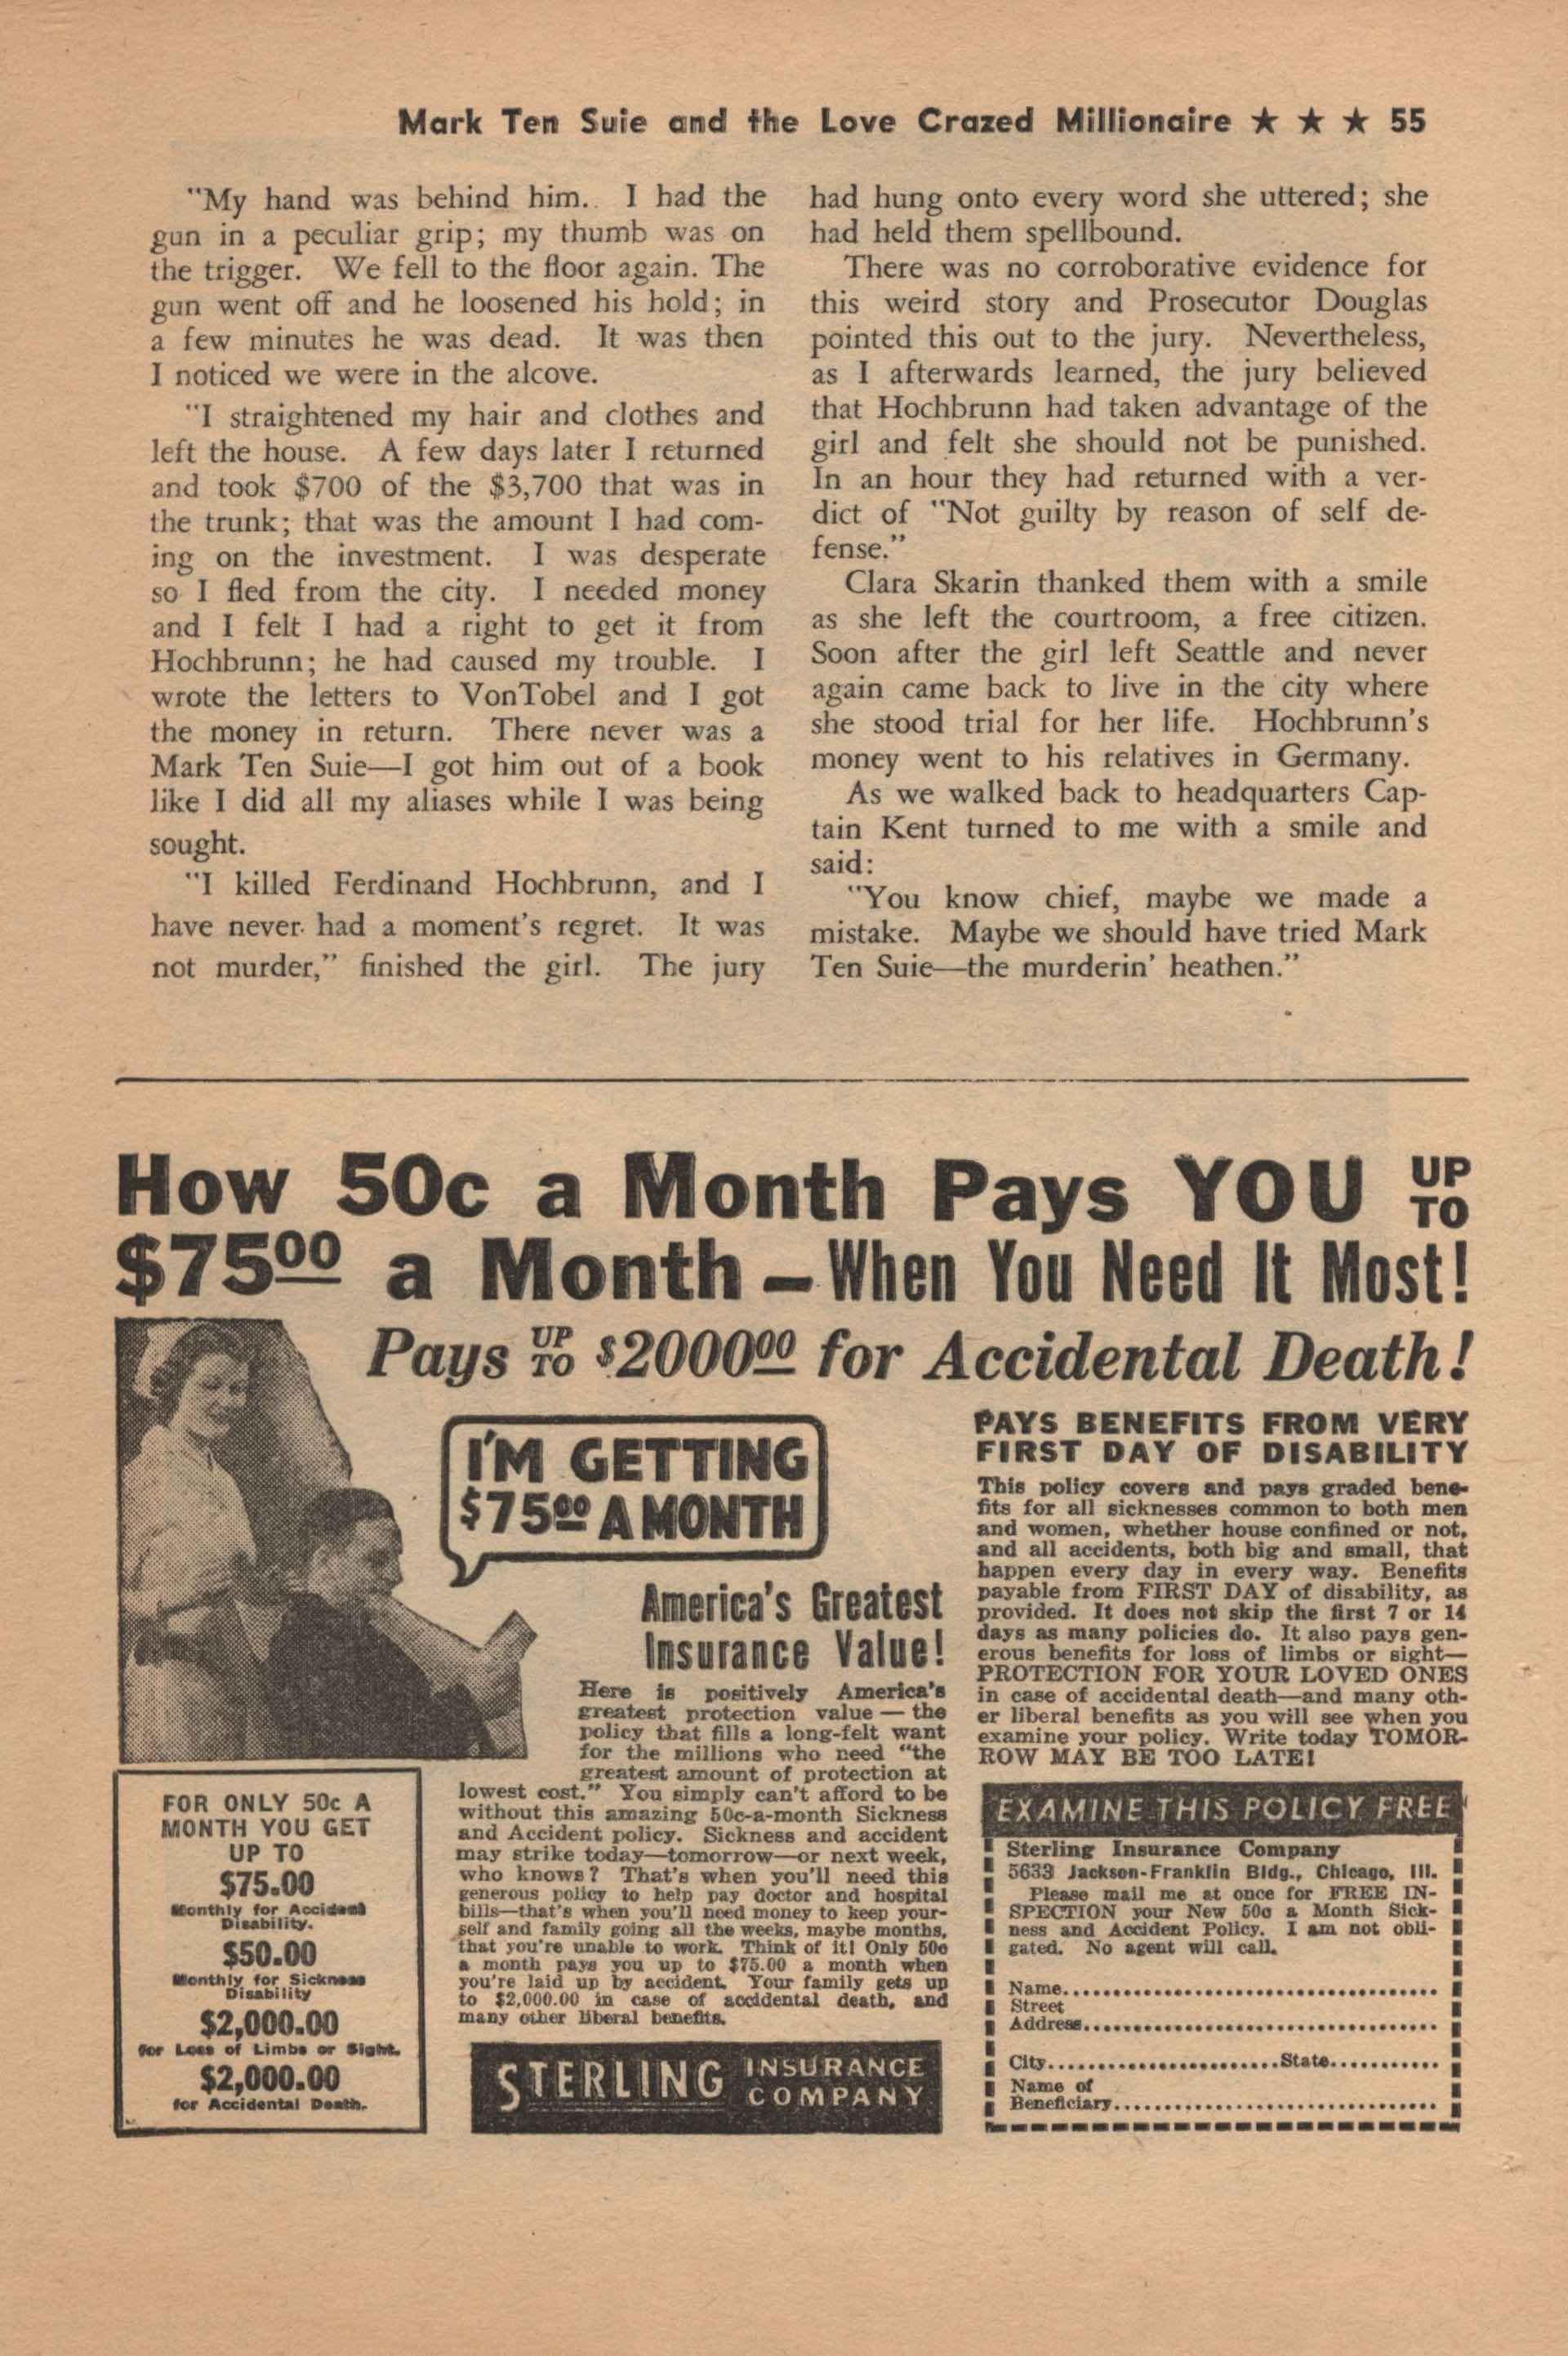 Mark Ten Suie and the Love Crazed Millionaire ★ ★ ★ 55
"My hand was behind him. I had the
gun in a peculiar grip; my thumb was on
the trigger. We fell to the floor again. The
gun went off and he loosened his hold; in
a few minutes he was dead. It was then
I noticed we were in the alcove.
"I straightened my hair and clothes and
left the house. A few days later I returned
and took $700 of the $3,700 that was in
the trunk; that was the amount I had com-
ing on the investment. I was desperate
so I fled from the city. I needed money
and I felt I had a right to get it from
Hochbrunn; he had caused my trouble. I
wrote the letters to VonTobel and I got
the money in return. There never was a
Mark Ten Suie—I got him out of a book
like I did all my aliases while I was being
sought.
"I killed Ferdinand Hochbrunn, and I
have never had a moment's regret. It was
not murder," finished the girl. The jury
had hung onto every word she uttered; she
had held them spellbound.
There was no corroborative evidence for
this weird story and Prosecutor Douglas
pointed this out to the jury. Nevertheless,
as I afterwards learned, the jury believed
that Hochbrunn had taken advantage of the
girl and felt she should not be punished.
In an hour they had returned with a ver-
dict of "Not guilty by reason of self de-
fense."
Clara Skarin thanked them with a smile
as she left the courtroom, a free citizen.
Soon after the girl left Seattle and never
again came back to live in the city where
she stood trial for her life. Hochbrunn's
money went to his relatives in Germany.
As we walked back to headquarters Cap-
tain Kent turned to me with a smile and
said:
"You know chief, maybe we made a
mistake. Maybe we should have tried Mark
Ten Suie—the murderin' heathen."
How 50c a Month Pays YOU UP TO
$75.00 a Month—When You Need It Most!
Pays UP TO $2000.00 for Accidental Death!
I'M GETTING
$75.00 A MONTH
America's Greatest
Insurance Value!
Here is positively America's
greatest protection value — the
policy that fills a long-felt want
for the millions who need "the
greatest amount of protection at
lowest cost." You simply can't afford to be
without this amazing 50c-a-month Sickness
and Accident policy. Sickness and accident
may strike today—tomorrow—or next week,
who knows? That's when you'll need this
generous policy to help pay doctor and hospital
bills—that's when you'll need money to keep your-
self and family going all the weeks, maybe months,
that you're unable to work. Think of it! Only 50c
a month pays you up to $75.00 a month when
you're laid up by accident. Your family gets up
to $2,000.00 in case of accidental death, and
many other liberal benefits.
STERLING INSURANCE
COMPANY
FOR ONLY 50c A
MONTH YOU GET
UP TO
$75.00
Monthly for Accident
Disability.
$50.00
Monthly for Sickness
Disability
$2,000.00
for Loss of Limbs or Sight.
$2,000.00
for Accidental Death.
PAYS BENEFITS FROM VERY
FIRST DAY OF DISABILITY
This policy covers and pays graded bene-
fits for all sicknesses common to both men
and women, whether house confined or not,
and all accidents, both big and small, that
happen every day in every way. Benefits
payable from FIRST DAY of disability, as
provided. It does not skip the first 7 or 14
days as many policies do. It also pays gen-
erous benefits for loss of limbs or sight—
PROTECTION FOR YOUR LOVED ONES
in case of accidental death—and many oth-
er liberal benefits as you will see when you
examine your policy. Write today TOMOR-
ROW MAY BE TOO LATE!
EXAMINE THIS POLICY FREE
Sterling Insurance Company
5633 Jackson-Franklin Bldg., Chicago, Ill.
Please mail me at once for FREE IN-
SPECTION your New 50c a Month Sick-
ness and Accident Policy. I am not obli-
gated. No agent will call.
Name.....................................
Street
Address...................................
City.......................State...........
Name of
Beneficiary................................